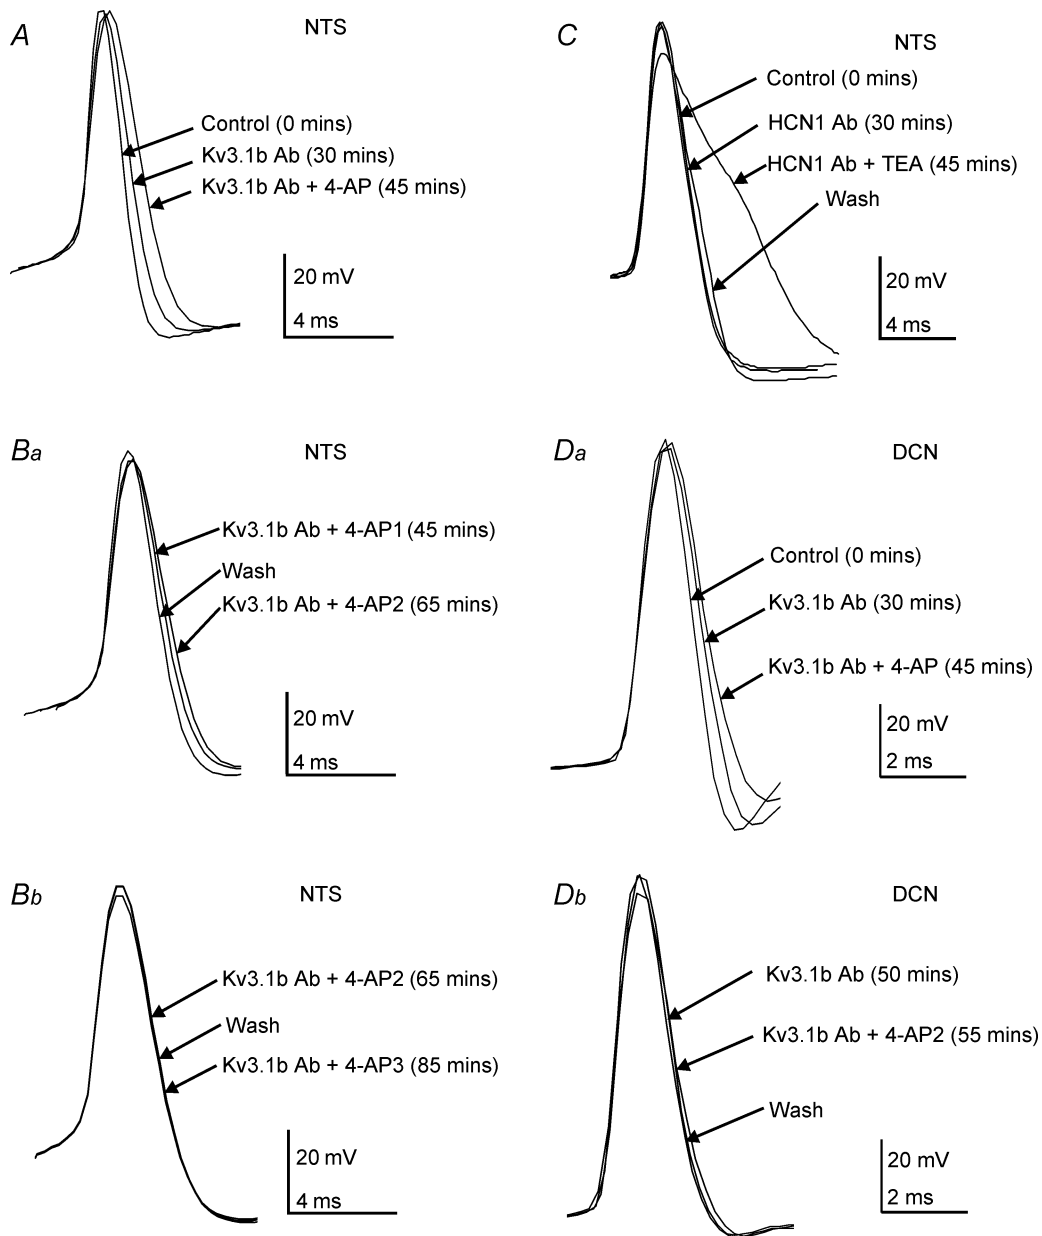 A
NTS
Control (0 mins)
Kv3.1b Ab (30 mins)
Kv3.1b Ab + 4-AP (45 mins)
20 mV
4 ms
C
NTS
Control (0 mins)
HCN1 Ab (30 mins)
HCN1 Ab + TEA (45 mins)
Wash
20 mV
4 ms
Ba
NTS
Kv3.1b Ab + 4-AP1 (45 mins)
Wash
Kv3.1b Ab + 4-AP2 (65 mins)
20 mV
4 ms
Da
DCN
Control (0 mins)
Kv3.1b Ab (30 mins)
Kv3.1b Ab + 4-AP (45 mins)
20 mV
2 ms
Bb
NTS
Kv3.1b Ab + 4-AP2 (65 mins)
Wash
Kv3.1b Ab + 4-AP3 (85 mins)
20 mV
4 ms
Db
DCN
Kv3.1b Ab (50 mins)
Kv3.1b Ab + 4-AP2 (55 mins)
Wash
20 mV
2 ms